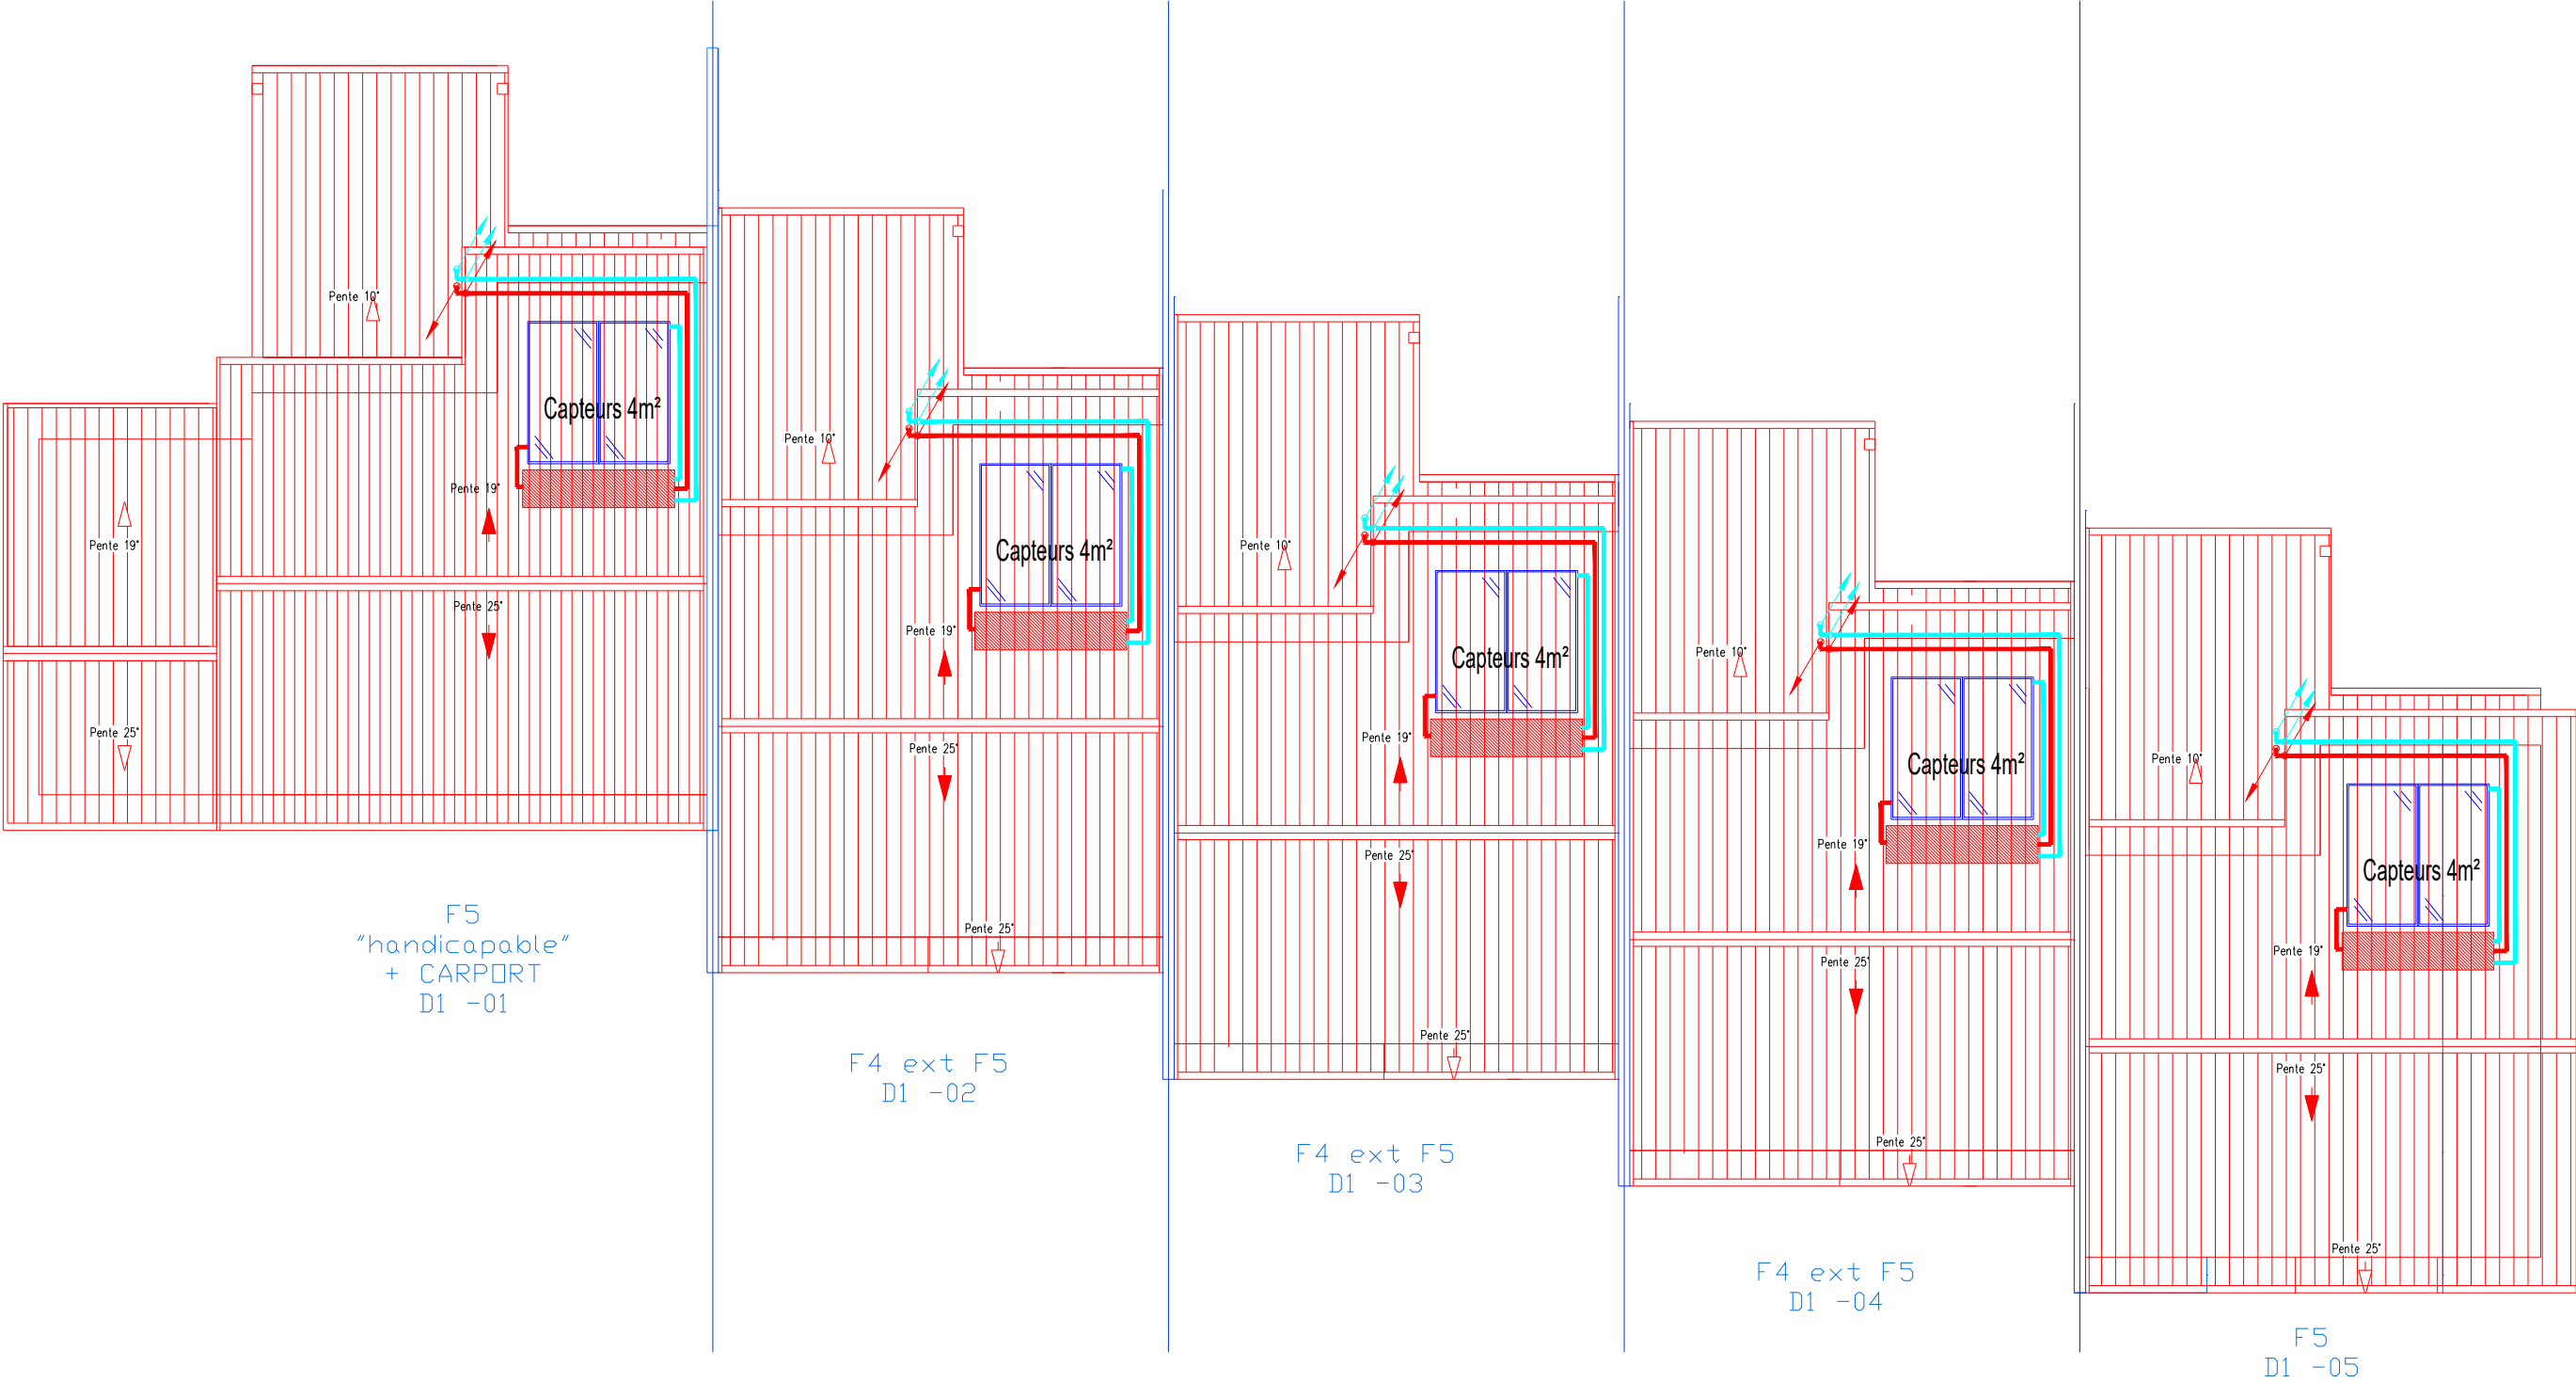 Pente 10°
Capteurs 4m²
Pente 19°
Pente 19°
Pente 25°
Pente 25°
F5
"handicapable"
+ CARPORT
D1 -01
Pente 10°
Capteurs 4m²
Pente 19°
Pente 25°
Pente 25°
F4 ext F5
D1 -02
Pente 10°
Capteurs 4m²
Pente 19°
Pente 25°
Pente 25°
F4 ext F5
D1 -03
Pente 10°
Capteurs 4m²
Pente 19°
Pente 25°
Pente 25°
F4 ext F5
D1 -04
Pente 10°
Capteurs 4m²
Pente 19°
Pente 25°
Pente 25°
F5
D1 -05